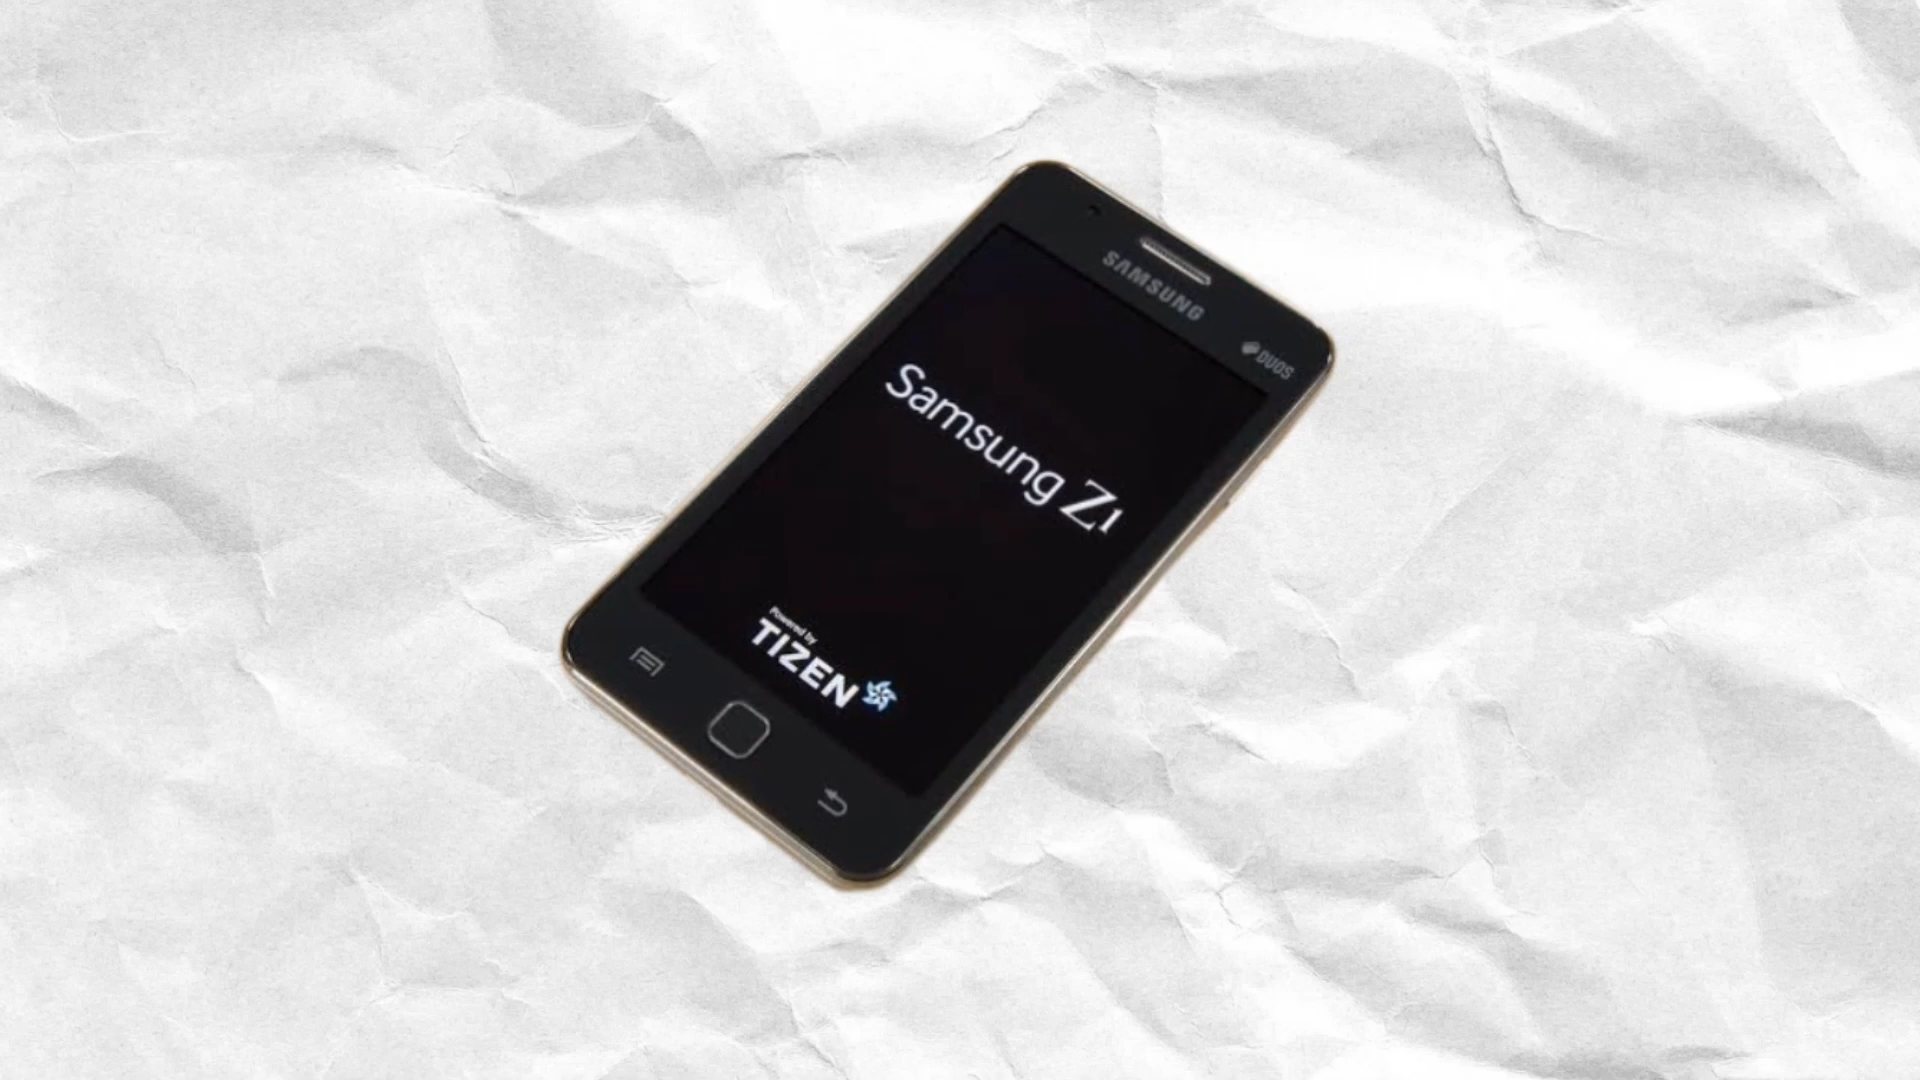 SAMSUNG
DUOS
Samsung Z1
Powered by
TIZEN